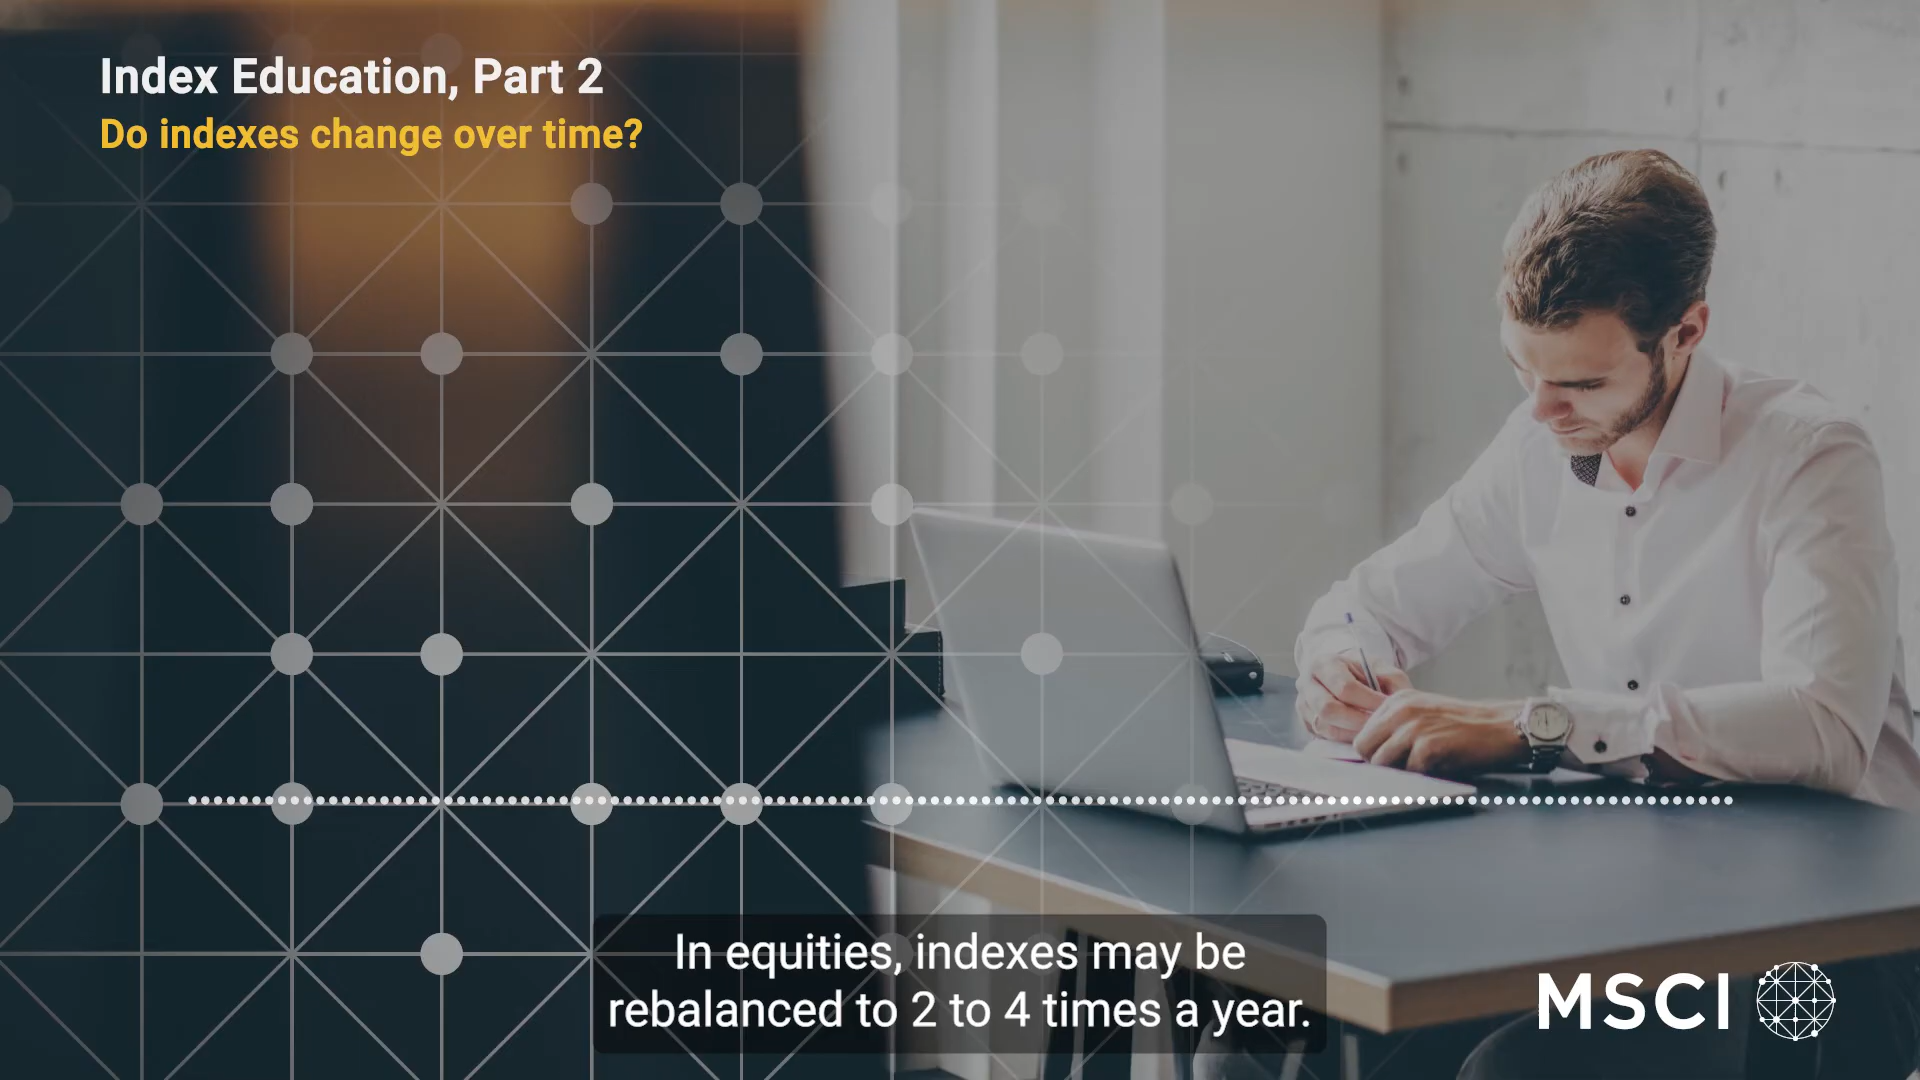 Index Education, Part 2
Do indexes change over time?
In equities, indexes may be
rebalanced to 2 to 4 times a year.
MSCI